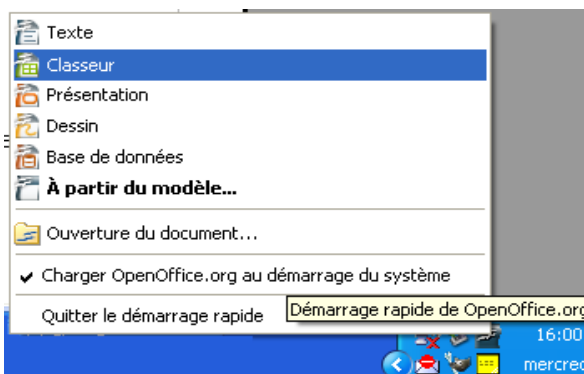 Texte
Classeur
Présentation
Dessin
Base de données
À partir du modèle...
Ouverture du document...
Charger OpenOffice.org au démarrage du système
Quitter le démarrage rapide
Démarrage rapide de OpenOffice.org
16:00
mercred